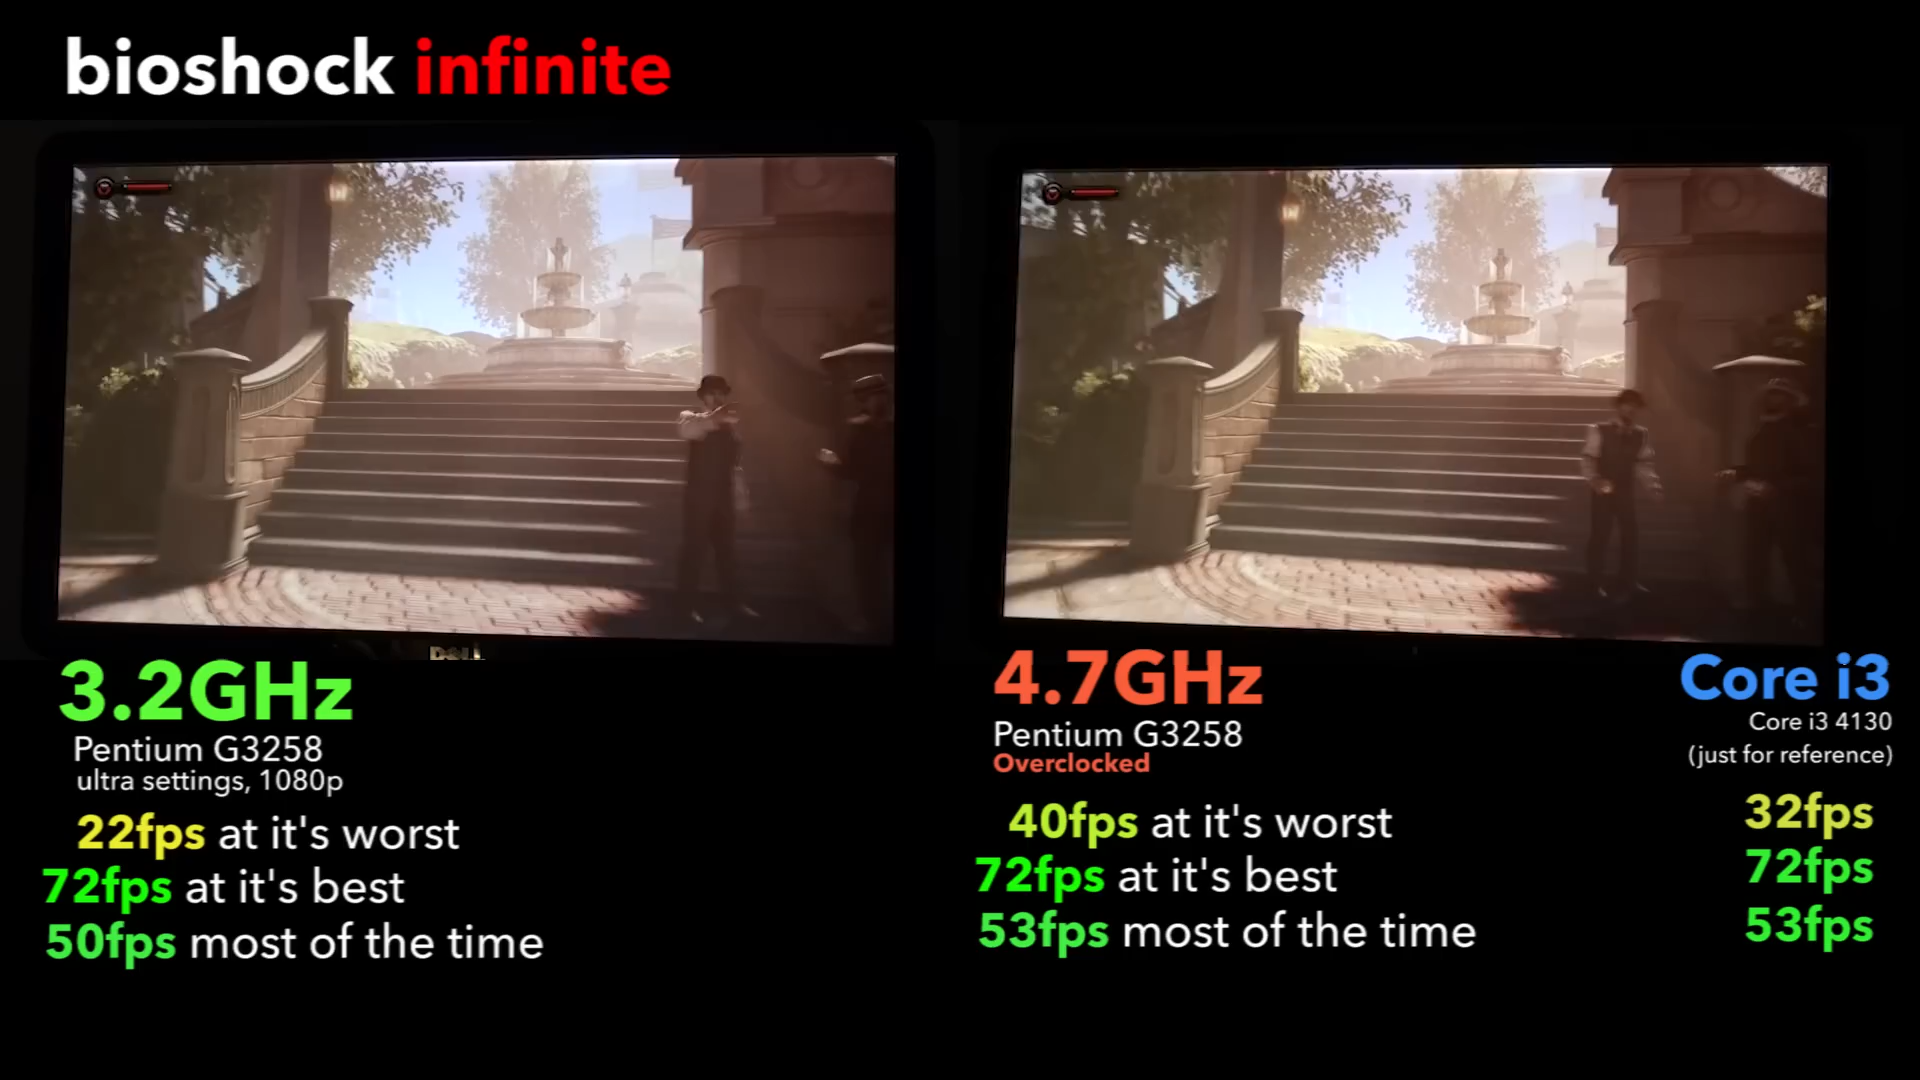 bioshock infinite
DELL
3.2GHz
Pentium G3258
ultra settings, 1080p
22fps at it's worst
72fps at it's best
50fps most of the time
4.7GHz
Pentium G3258
Overclocked
40fps at it's worst
72fps at it's best
53fps most of the time
Core i3
Core i3 4130
(just for reference)
32fps
72fps
53fps